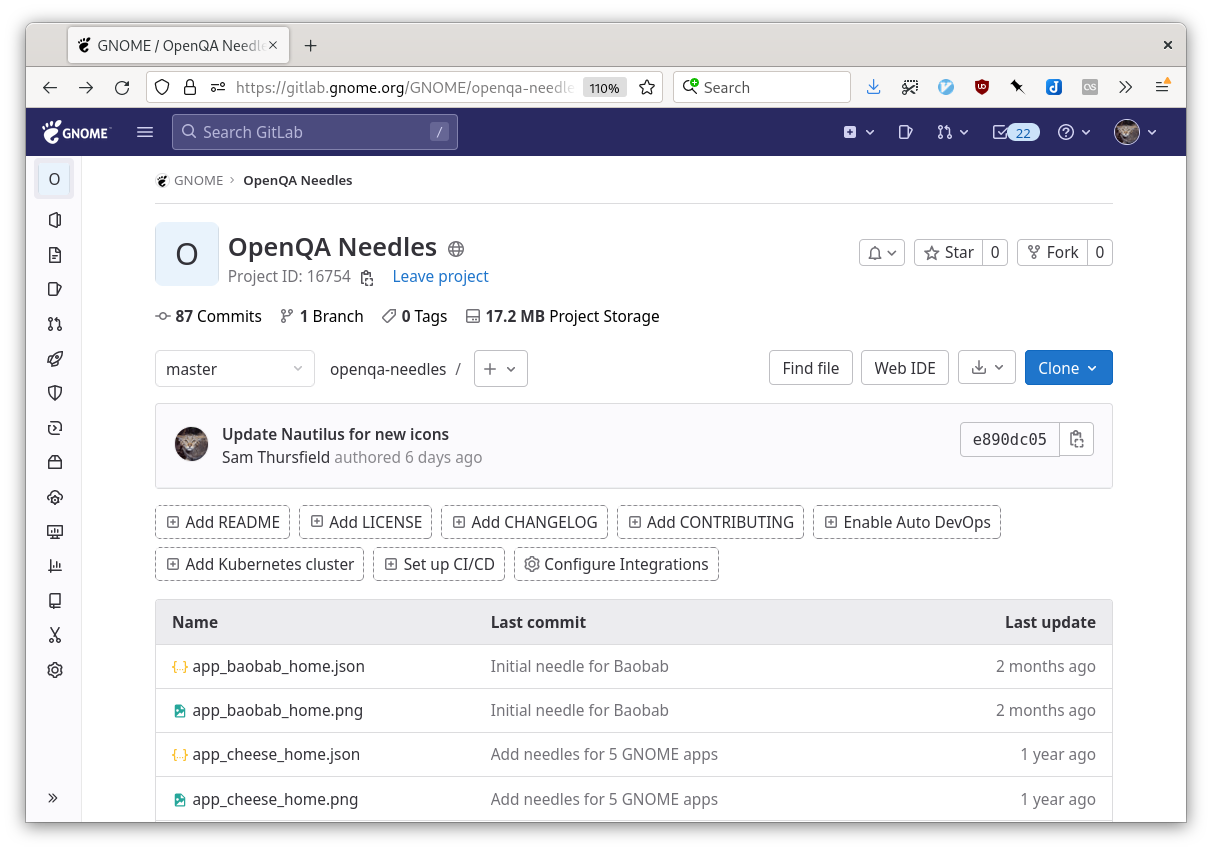 GNOME / OpenQA Needle
https://gitlab.gnome.org/GNOME/openqa-needle 110% Search
GNOME Search GitLab / 22
O GNOME › OpenQA Needles
O OpenQA Needles
Project ID: 16754 Leave project
Star 0 Fork 0
87 Commits 1 Branch 0 Tags 17.2 MB Project Storage
master openqa-needles / Find file Web IDE Clone
Update Nautilus for new icons
Sam Thursfield authored 6 days ago
e890dc05
Add README Add LICENSE Add CHANGELOG Add CONTRIBUTING Enable Auto DevOps
Add Kubernetes cluster Set up CI/CD Configure Integrations
Name Last commit Last update
app_baobab_home.json Initial needle for Baobab 2 months ago
app_baobab_home.png Initial needle for Baobab 2 months ago
app_cheese_home.json Add needles for 5 GNOME apps 1 year ago
app_cheese_home.png Add needles for 5 GNOME apps 1 year ago